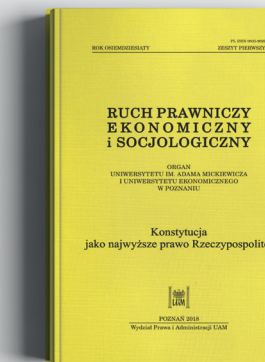 ROK OSIEMDZIESIĄTY
ZESZYT PIERWSZY
RUCH PRAWNICZY
EKONOMICZNY
i SOCJOLOGICZNY
ORGAN
UNIWERSYTETU IM. ADAMA MICKIEWICZA
I UNIWERSYTETU EKONOMICZNEGO
W POZNANIU
Konstytucja
jako najwyższe prawo Rzeczypospolite
UAM
POZNAŃ 2018
Wydział Prawa i Administracji UAM